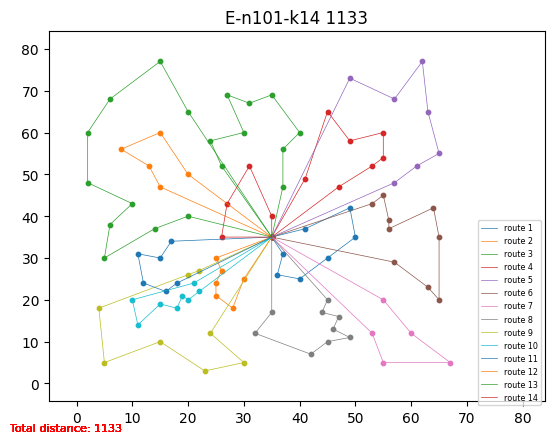 E-n101-k14 1133
80
70
60
50
40
30
20
10
0
0 10 20 30 40 50 60 70 80
route 1
route 2
route 3
route 4
route 5
route 6
route 7
route 8
route 9
route 10
route 11
route 12
route 13
route 14
Total distance: 1133